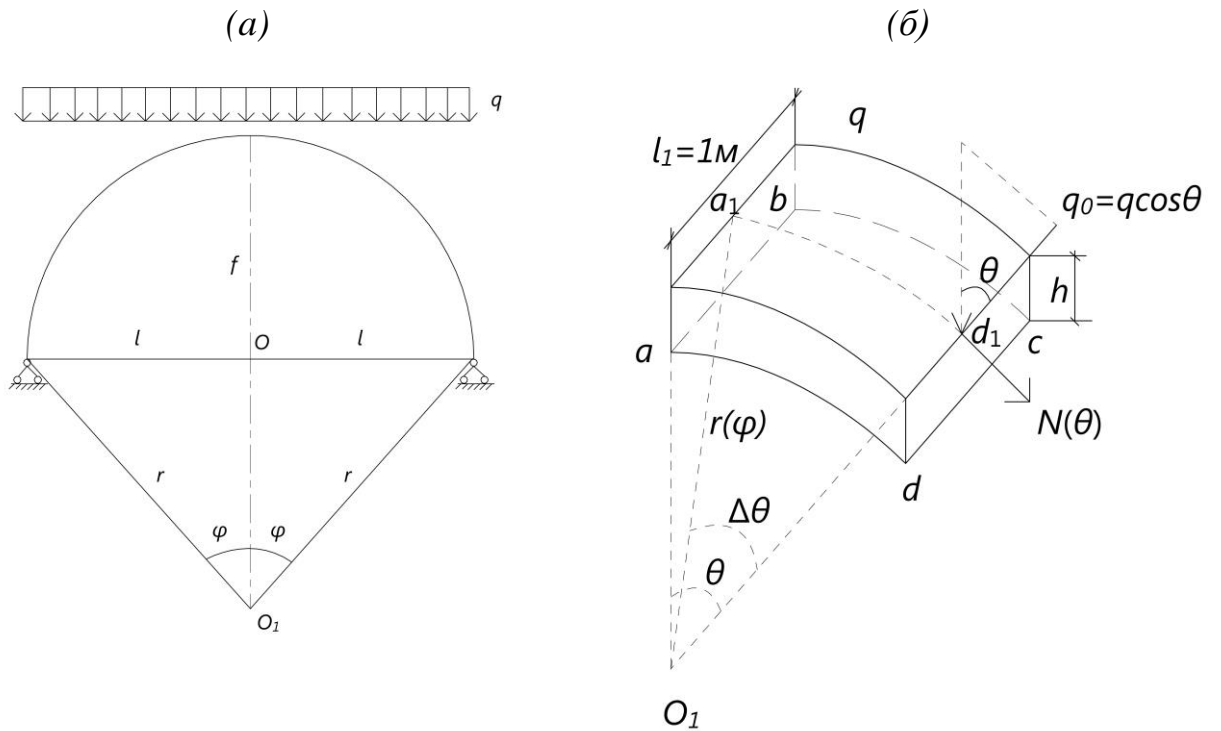 (а)
(б)
q
f
l
O
l
r
r
φ
φ
O₁
q
l₁=1м
a₁
b
q₀=qcosθ
θ
h
a
d₁
c
r(φ)
N(θ)
d
Δθ
θ
O₁